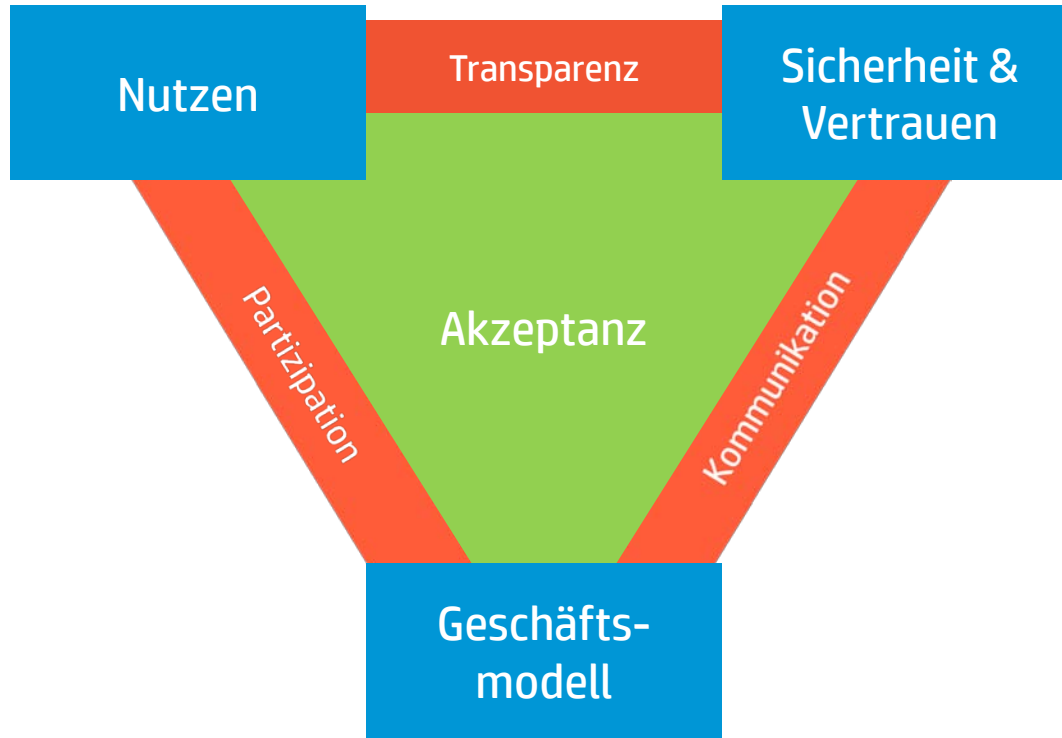 Nutzen
Transparenz
Sicherheit &
Vertrauen
Partizipation
Akzeptanz
Kommunikation
Geschäfts-
modell